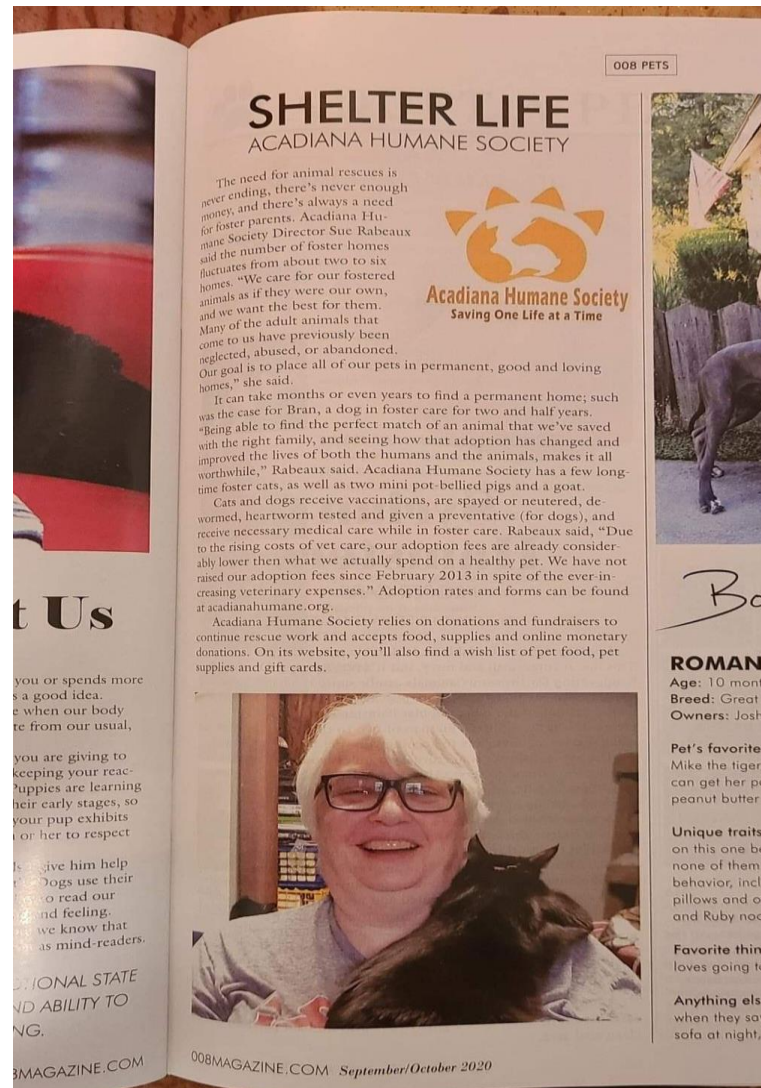 008 PETS
SHELTER LIFE
ACADIANA HUMANE SOCIETY
The need for animal rescues is
never ending, there's never enough
money, and there's always a need
for foster parents. Acadiana Hu-
mane Society Director Sue Rabeaux
said the number of foster homes
fluctuates from about two to six
homes. "We care for our fostered
animals as if they were our own,
and we want the best for them.
Many of the adult animals that
come to us have previously been
neglected, abused, or abandoned.
Our goal is to place all of our pets in permanent, good and loving
homes," she said.
Acadiana Humane Society
Saving One Life at a Time
It can take months or even years to find a permanent home; such
was the case for Bran, a dog in foster care for two and half years.
"Being able to find the perfect match of an animal that we've saved
with the right family, and seeing how that adoption has changed and
improved the lives of both the humans and the animals, makes it all
worthwhile," Rabeaux said. Acadiana Humane Society has a few long-
time foster cats, as well as two mini pot-bellied pigs and a goat.
Cats and dogs receive vaccinations, are spayed or neutered, de-
wormed, heartworm tested and given a preventative (for dogs), and
receive necessary medical care while in foster care. Rabeaux said, "Due
to the rising costs of vet care, our adoption fees are already consider-
ably lower then what we actually spend on a healthy pet. We have not
raised our adoption fees since February 2013 in spite of the ever-in-
creasing veterinary expenses." Adoption rates and forms can be found
at acadianahumane.org.
Acadiana Humane Society relies on donations and fundraisers to
continue rescue work and accepts food, supplies and online monetary
donations. On its website, you'll also find a wish list of pet food, pet
supplies and gift cards.
008MAGAZINE.COM September/October 2020
t Us
you or spends more
s a good idea.
e when our body
te from our usual,
you are giving to
keeping your reac-
Puppies are learning
heir early stages, so
your pup exhibits
or her to respect
give him help
Dogs use their
to read our
nd feeling.
we know that
as mind-readers.
TIONAL STATE
ND ABILITY TO
NG.
8MAGAZINE.COM
Bo
ROMAN
Age: 10 mont
Breed: Great
Owners: Josh
Pet's favorite
Mike the tiger
can get her p
peanut butter
Unique traits
on this one b
none of them
behavior, incl
pillows and o
and Ruby noo
Favorite thin
loves going t
Anything els
when they sa
sofa at night,